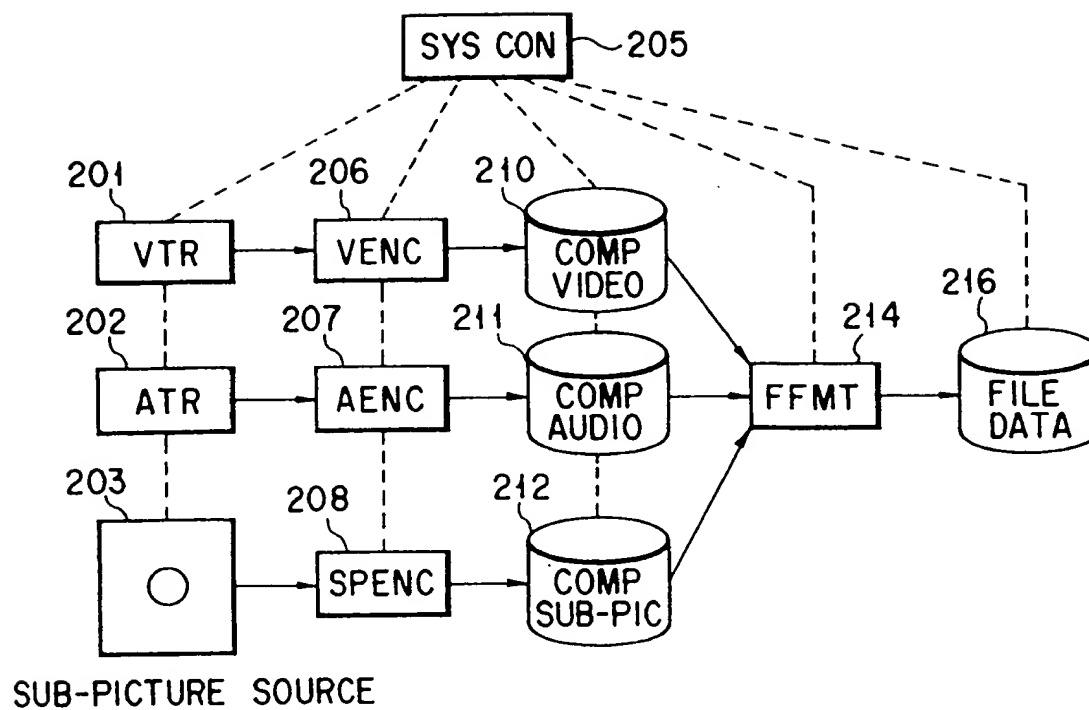 SYS CON
205
201
206
210
VTR
VENC
COMP
VIDEO
202
207
211
214
216
ATR
AENC
COMP
AUDIO
FFMT
FILE
DATA
203
208
212
SPENC
COMP
SUB-PIC
SUB-PICTURE SOURCE